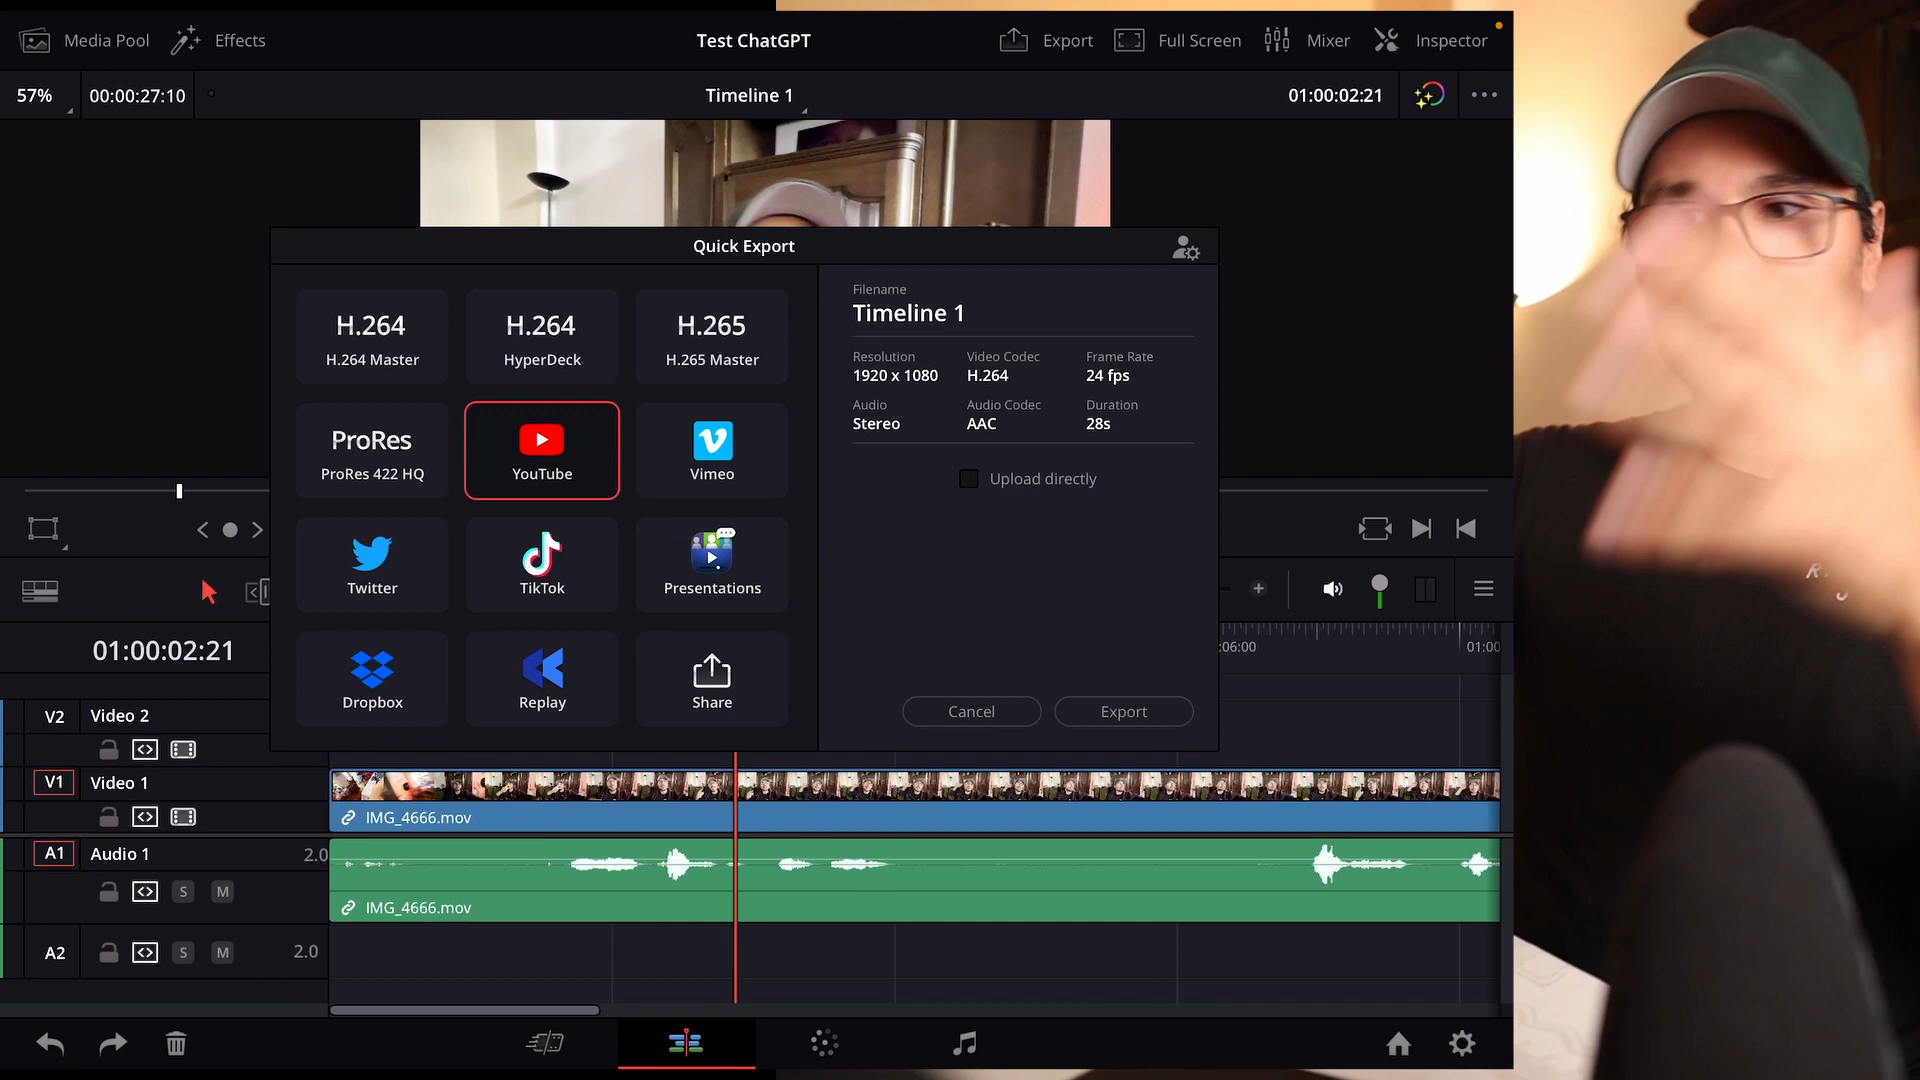 Media Pool
Effects
Test ChatGPT
Export
Full Screen
Mixer
Inspector
57%
00:00:27:10
Timeline 1
01:00:02:21
Quick Export
H.264
H.264 Master
H.264
HyperDeck
H.265
H.265 Master
ProRes
ProRes 422 HQ
YouTube
Vimeo
Twitter
TikTok
Presentations
Dropbox
Replay
Share
Filename
Timeline 1
Resolution
1920 x 1080
Video Codec
H.264
Frame Rate
24 fps
Audio
Stereo
Audio Codec
AAC
Duration
28s
Upload directly
Cancel
Export
01:00:02:21
:06:00
01:00
V2
Video 2
V1
Video 1
IMG_4666.mov
A1
Audio 1
2.0
S
M
IMG_4666.mov
A2
S
M
2.0